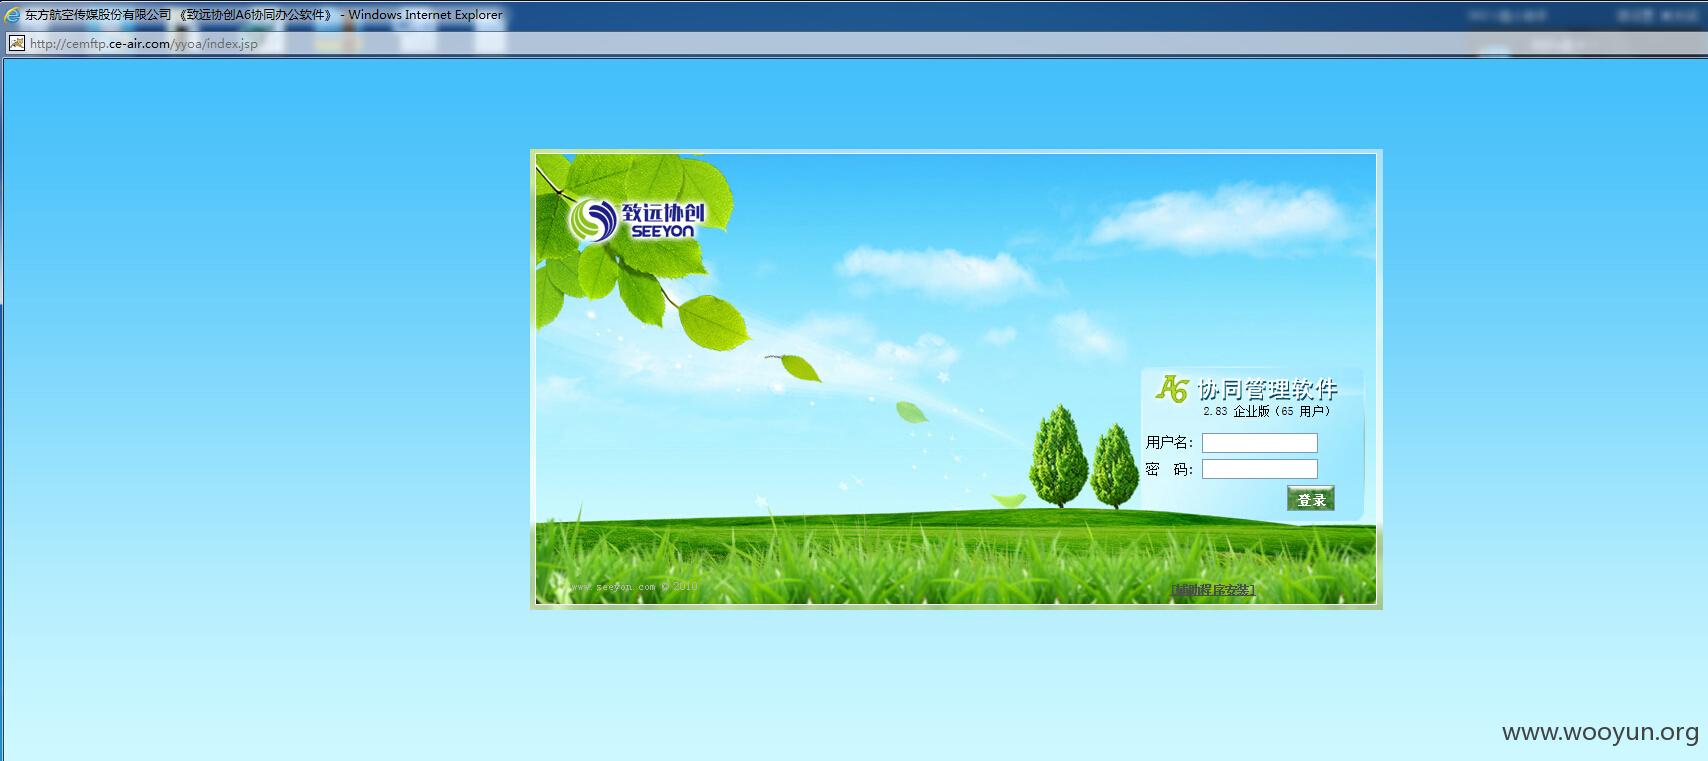 东方航空传媒股份有限公司 《致远协创A6协同办公软件》 - Windows Internet Explorer
http://cemftp.ce-air.com/yyoa/index.jsp
致远协创
SEEYON
A6 协同管理软件
2.83 企业版（65 用户）
用户名：
密 码：
登录
www.seeyon.com © 2010
[辅助程序安装]
www.wooyun.org